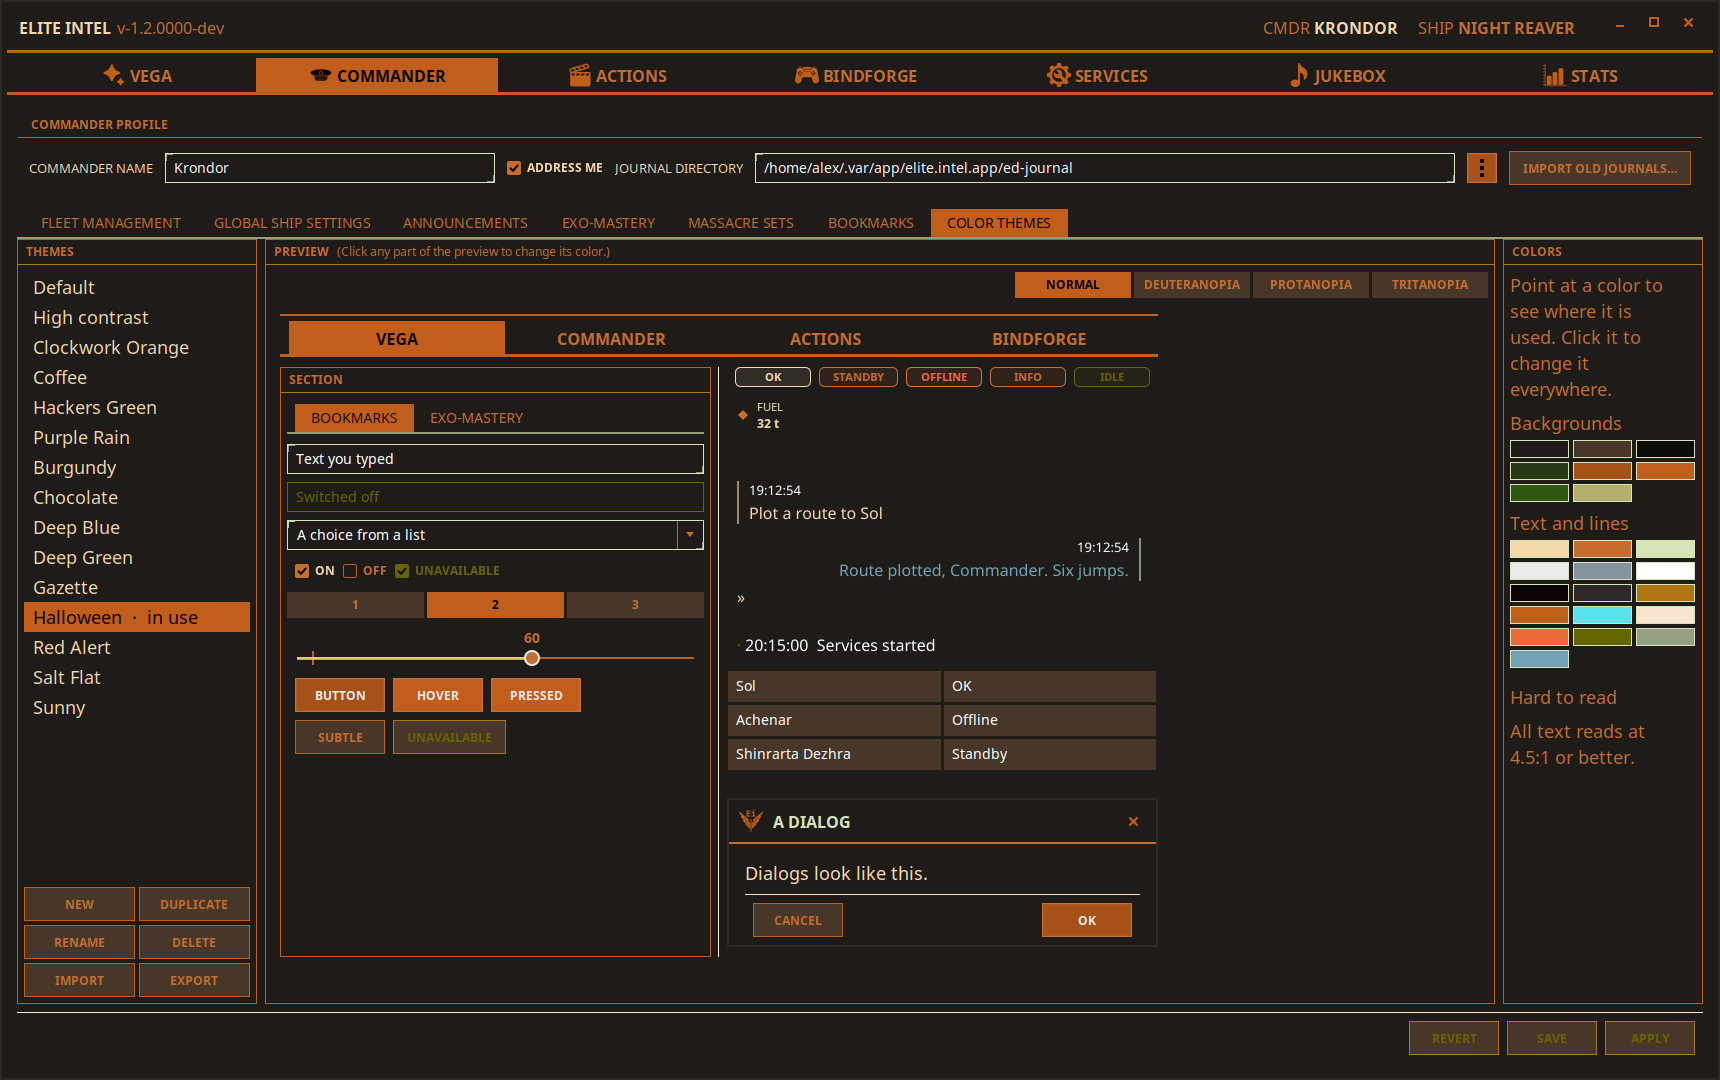 ELITE INTEL v-1.2.0000-dev
CMDR KRONDOR SHIP NIGHT REAVER
VEGA COMMANDER ACTIONS BINDFORGE SERVICES JUKEBOX STATS
COMMANDER PROFILE
COMMANDER NAME Krondor ADDRESS ME JOURNAL DIRECTORY /home/alex/.var/app/elite.intel.app/ed-journal IMPORT OLD JOURNALS...
FLEET MANAGEMENT GLOBAL SHIP SETTINGS ANNOUNCEMENTS EXO-MASTERY MASSACRE SETS BOOKMARKS COLOR THEMES
THEMES
Default
High contrast
Clockwork Orange
Coffee
Hackers Green
Purple Rain
Burgundy
Chocolate
Deep Blue
Deep Green
Gazette
Halloween · in use
Red Alert
Salt Flat
Sunny
NEW DUPLICATE
RENAME DELETE
IMPORT EXPORT
PREVIEW (Click any part of the preview to change its color.)
NORMAL DEUTERANOPIA PROTANOPIA TRITANOPIA
VEGA COMMANDER ACTIONS BINDFORGE
SECTION
BOOKMARKS EXO-MASTERY
Text you typed
Switched off
A choice from a list
ON OFF UNAVAILABLE
1 2 3
60
BUTTON HOVER PRESSED
SUBTLE UNAVAILABLE
OK STANDBY OFFLINE INFO IDLE
FUEL
32 t
19:12:54
Plot a route to Sol
19:12:54
Route plotted, Commander. Six jumps.
»
· 20:15:00 Services started
Sol OK
Achenar Offline
Shinrarta Dezhra Standby
A DIALOG
Dialogs look like this.
CANCEL OK
COLORS
Point at a color to
see where it is
used. Click it to
change it
everywhere.
Backgrounds
Text and lines
Hard to read
All text reads at
4.5:1 or better.
REVERT SAVE APPLY